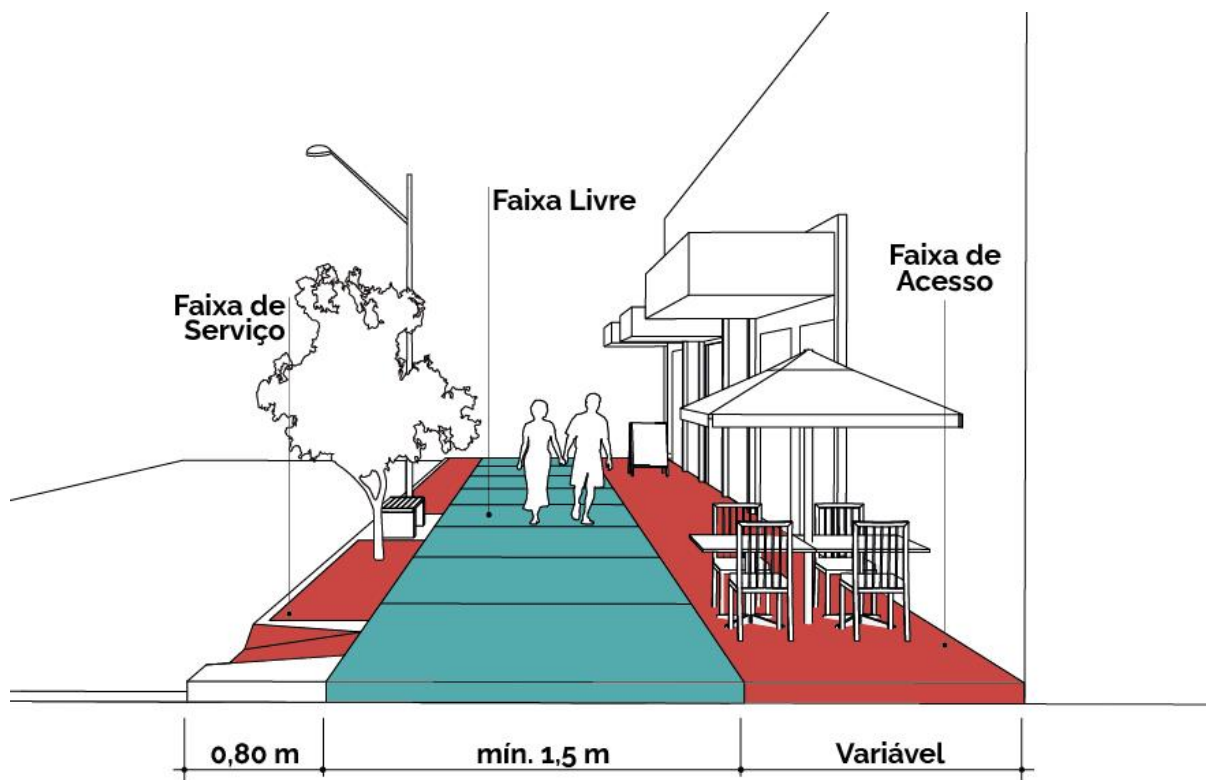 Faixa Livre
Faixa de
Acesso
Faixa de
Serviço
0,80 m
mín. 1,5 m
Variável